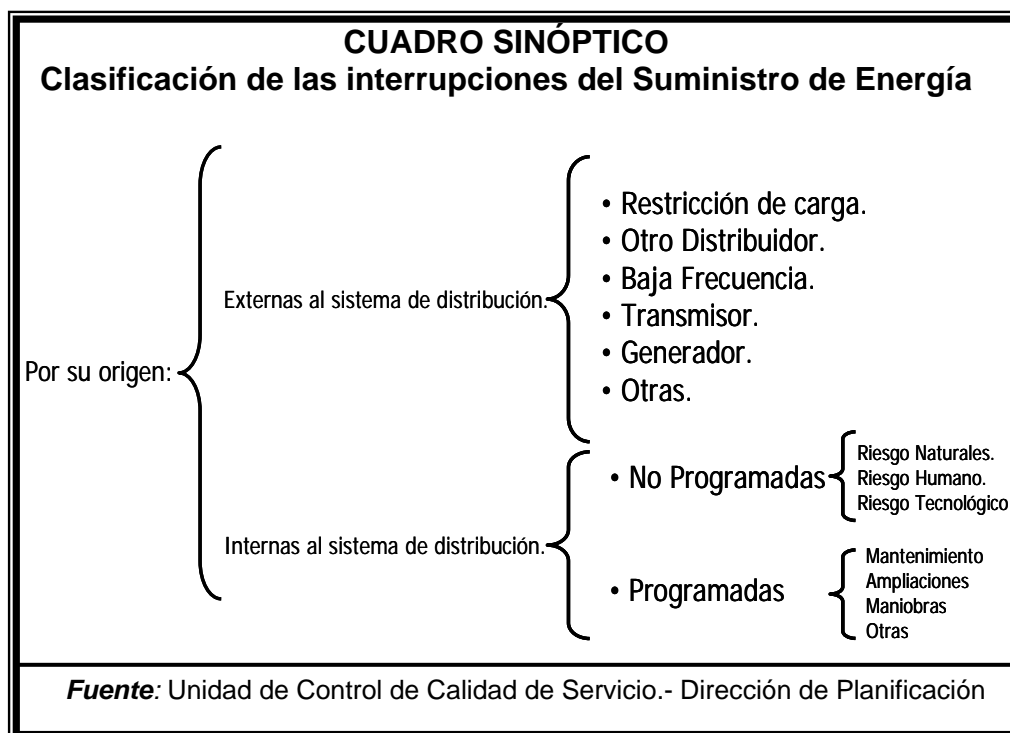 CUADRO SINÓPTICO
Clasificación de las interrupciones del Suministro de Energía
Por su origen:
Externas al sistema de distribución.
• Restricción de carga.
• Otro Distribuidor.
• Baja Frecuencia.
• Transmisor.
• Generador.
• Otras.
Internas al sistema de distribución.
• No Programadas
Riesgo Naturales.
Riesgo Humano.
Riesgo Tecnológico
• Programadas
Mantenimiento
Ampliaciones
Maniobras
Otras
Fuente: Unidad de Control de Calidad de Servicio.- Dirección de Planificación